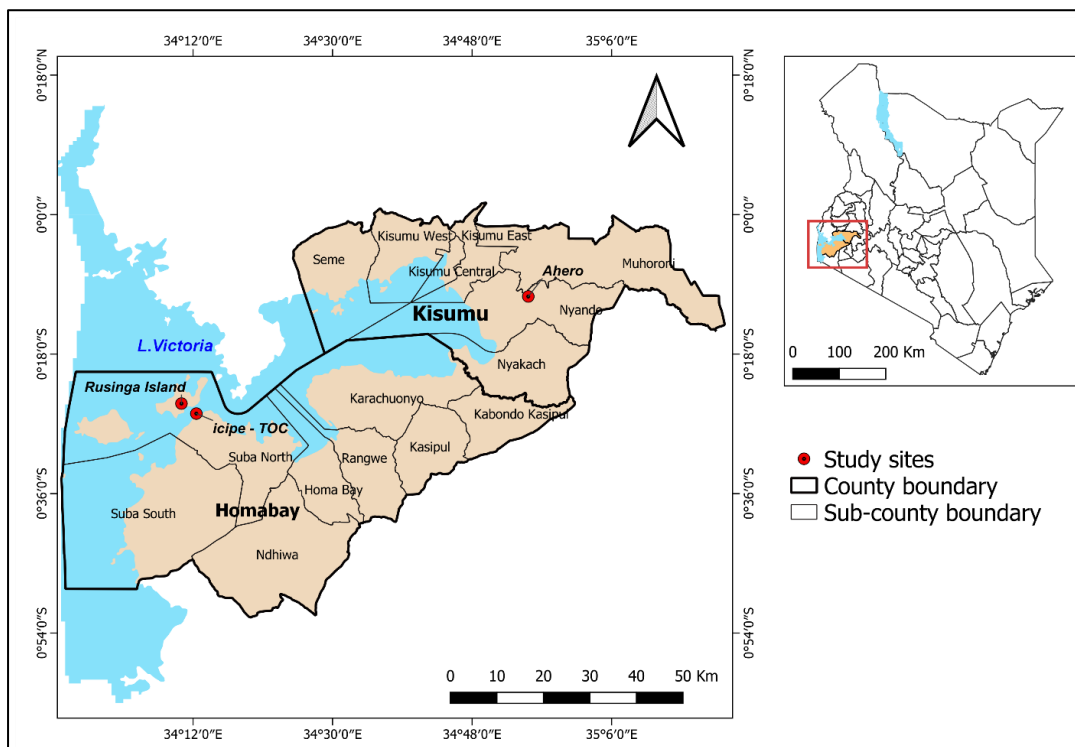 34°12′0″E 34°30′0″E 34°48′0″E 35°6′0″E
0°18′0″N
0°18′0″N
0°0′0″
0°0′0″
0°18′0″S
0°18′0″S
0°36′0″S
0°36′0″S
0°54′0″S
0°54′0″S
Kisumu West
Kisumu East
Seme
Muhoroni
Kisumu Central
Ahero
Kisumu
Nyando
L.Victoria
Nyakach
Rusinga Island
Karachuonyo
Kabondo Kasipul
icipe - TOC
Kasipul
Suba North
Rangwe
Homa Bay
Suba South
Homabay
Ndhiwa
0 10 20 30 40 50 Km
34°12′0″E 34°30′0″E 34°48′0″E 35°6′0″E
0 100 200 Km
Study sites
County boundary
Sub-county boundary